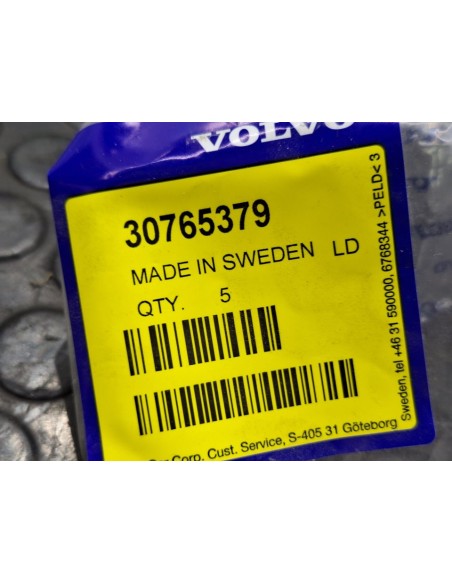 VOLVO
30765379
MADE IN SWEDEN LD
QTY. 5
Car Corp, Cust. Service, S-405 31 Göteborg
Sweden, tel +46 31 590000, 6768344 >PELD< 3